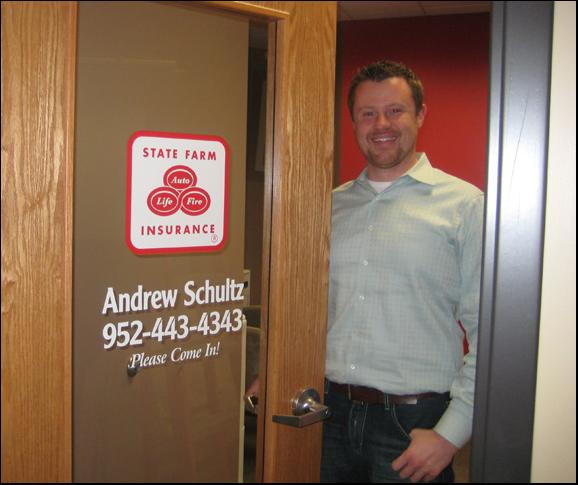 STATE FARM
Auto
Life Fire
INSURANCE
®
Andrew Schultz
952-443-4343
Please Come In!